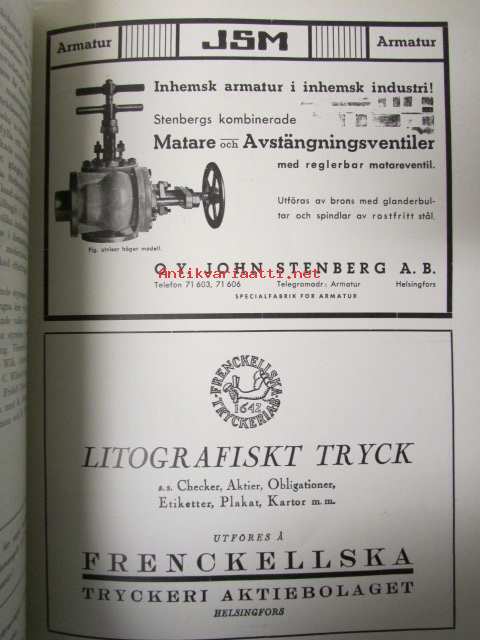 Armatur JSM Armatur
Inhemsk armatur i inhemsk industri!
Stenbergs kombinerade
Matare och Avstängningsventiler
med reglerbar matareventil.
Utföras av brons med glanderbul-
tar och spindlar av rostfritt stål.
Fig. utvisar höger modell.
O.Y. JOHN STENBERG A.B.
Antikvariaatti.net
Telefon 71 603, 71 606 Telegramadr.: Armatur Helsingfors
SPECIALFABRIK FÖR ARMATUR
FRENCKELLSKA
TRYCKERI A.B.
1642
LITOGRAFISKT TRYCK
s.s. Checker, Aktier, Obligationer,
Etiketter, Plakat, Kartor m.m.
UTFÖRES Å
FRENCKELLSKA
TRYCKERI AKTIEBOLAGET
HELSINGFORS